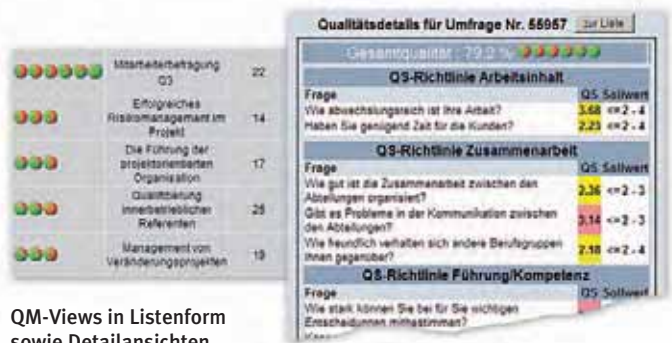 Mitarbeiterbefragung
Q3
22
Erfolgreiches
Risikomanagement im
Projekt
14
Die Führung der
projektorientierten
Organisation
17
Qualifizierung
innerbetrieblicher
Referenten
25
Management von
Veränderungsprojekten
19
QM-Views in Listenform
sowie Detailansichten
Qualitätsdetails für Umfrage Nr. 55957 zur Liste
Gesamtqualität : 79.2 %
QS-Richtlinie Arbeitsinhalt
Frage QS Sollwert
Wie abwechslungsreich ist Ihre Arbeit? 3.68 <=2 - 4
Haben Sie genügend Zeit für die Kunden? 2.23 <=2 - 4
QS-Richtlinie Zusammenarbeit
Frage QS Sollwert
Wie gut ist die Zusammenarbeit zwischen den
Abteilungen organisiert? 2.36 <=2 - 3
Gibt es Probleme in der Kommunikation zwischen
den Abteilungen? 3.14 <=2 - 3
Wie freundlich verhalten sich andere Berufsgruppen
Ihnen gegenüber? 2.18 <=2 - 4
QS-Richtlinie Führung/Kompetenz
Frage QS Sollwert
Wie stark können Sie bei für Sie wichtigen
Entscheidungen mitbestimmen?